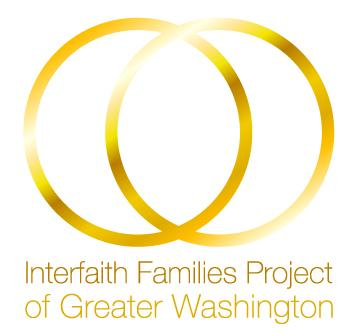 Interfaith Families Project
of Greater Washington